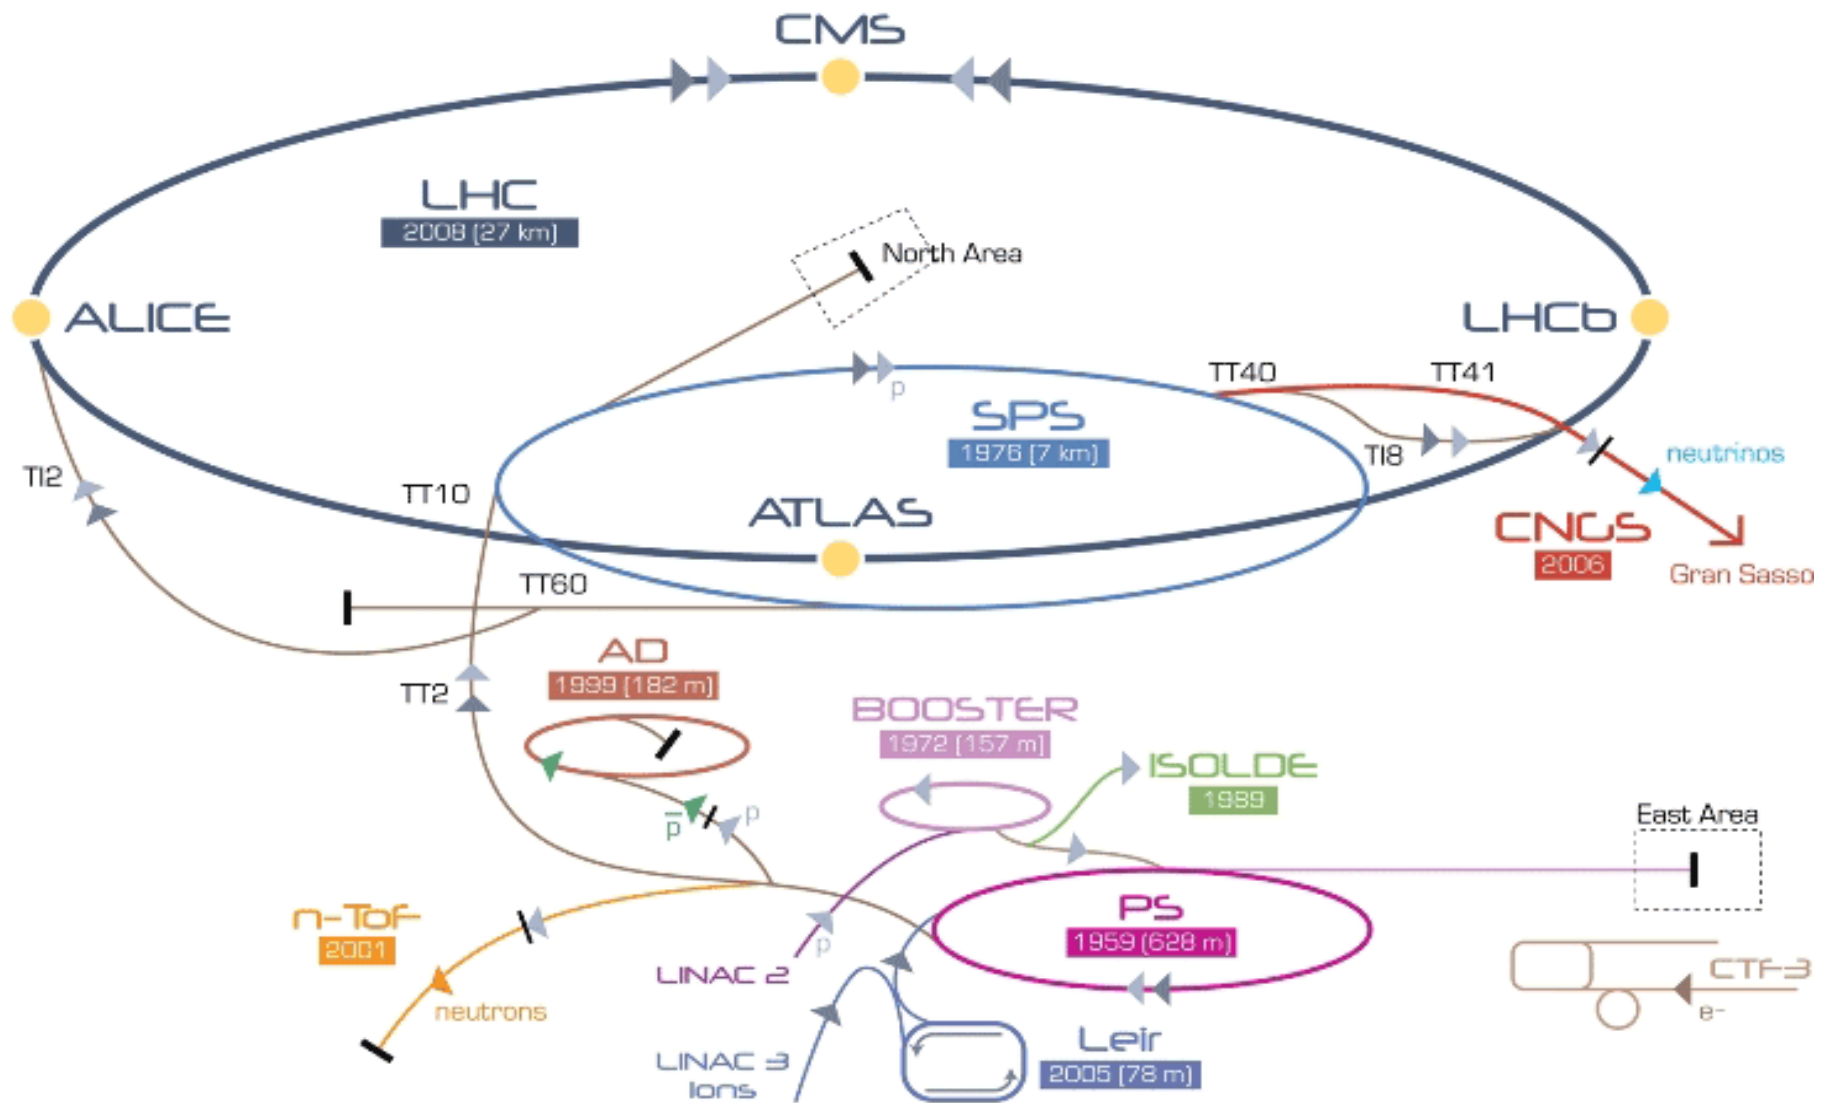 CMS
LHC
2008 (27 km)
North Area
ALICE
LHCb
TT40
TT41
p
SPS
1976 (7 km)
TI8
neutrinos
TI2
TT10
ATLAS
CNGS
2006
Gran Sasso
TT60
AD
1999 (182 m)
TT2
BOOSTER
1972 (157 m)
ISOLDE
1989
p
p̄
East Area
n-ToF
2001
PS
1959 (628 m)
p
LINAC 2
CTF-3
e-
neutrons
Leir
2005 (78 m)
LINAC 3
Ions